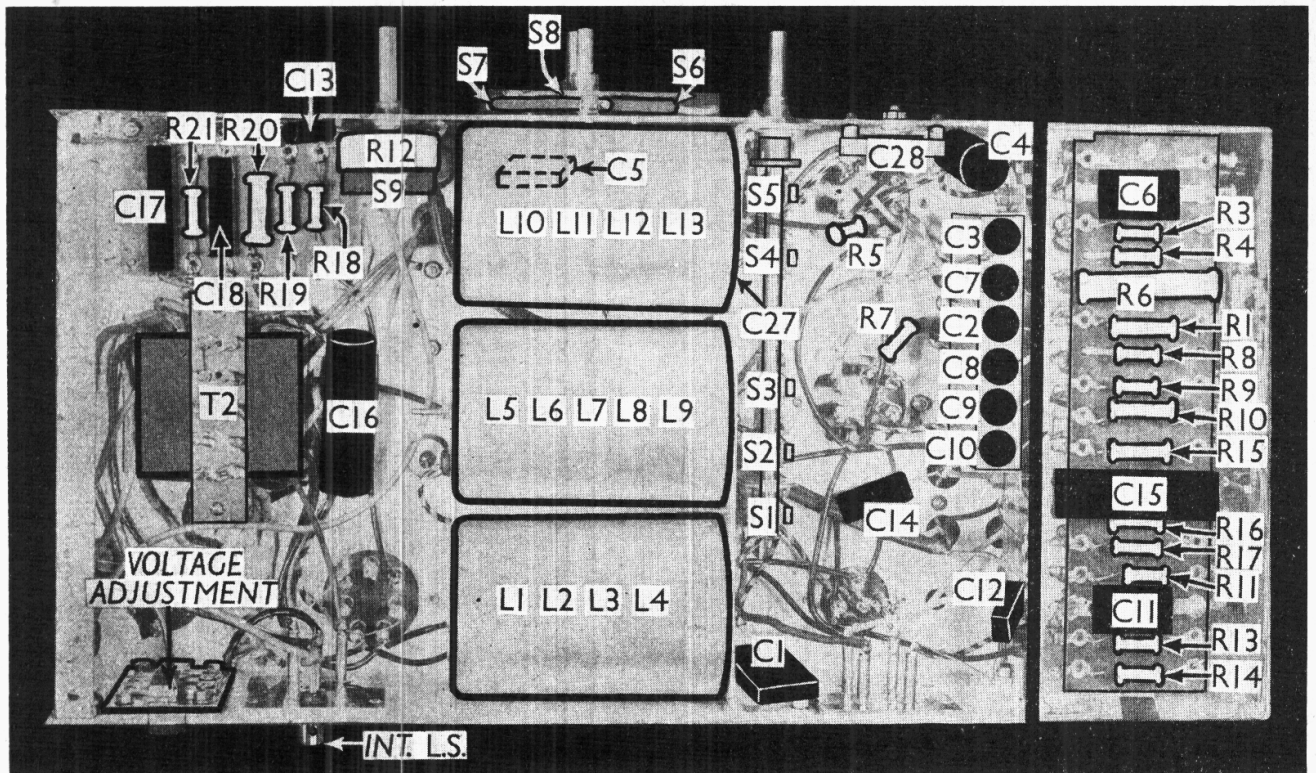 S8
S7
S6
C13
R21
R20
R12
S9
C17
C18
R19
R18
C5
L10 L11 L12 L13
S5
S4
C28
C4
R5
C3
C7
C2
C8
C9
C10
C27
R7
C6
R3
R4
R6
R1
R8
R9
R10
R15
T2
C16
L5 L6 L7 L8 L9
S3
S2
S1
C14
C15
R16
R17
R11
C11
R13
R14
VOLTAGE
ADJUSTMENT
L1 L2 L3 L4
C1
C12
INT. L.S.